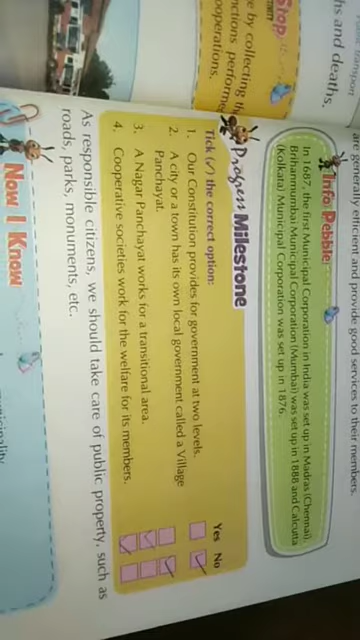 hs and deaths.
are generally efficient and provide good services to their members.
Stop
e by collecting th
nctions performe
ooperations.
Info Pebble
In 1687, the first Municipal Corporation in India was set up in Madras (Chennai).
Brihanmumbai Municipal Corporation (Mumbai) was set up in 1888 and Calcutta
(Kolkata) Municipal Corporation was set up in 1876.
Progress Milestone
Tick (✓) the correct option:
Yes No
1. Our Constitution provides for government at two levels.
2. A city or a town has its own local government called a Village
Panchayat.
3. A Nagar Panchayat works for a transitional area.
4. Cooperative societies work for the welfare for its members.
As responsible citizens, we should take care of public property, such as
roads, parks, monuments, etc.
Now I Know